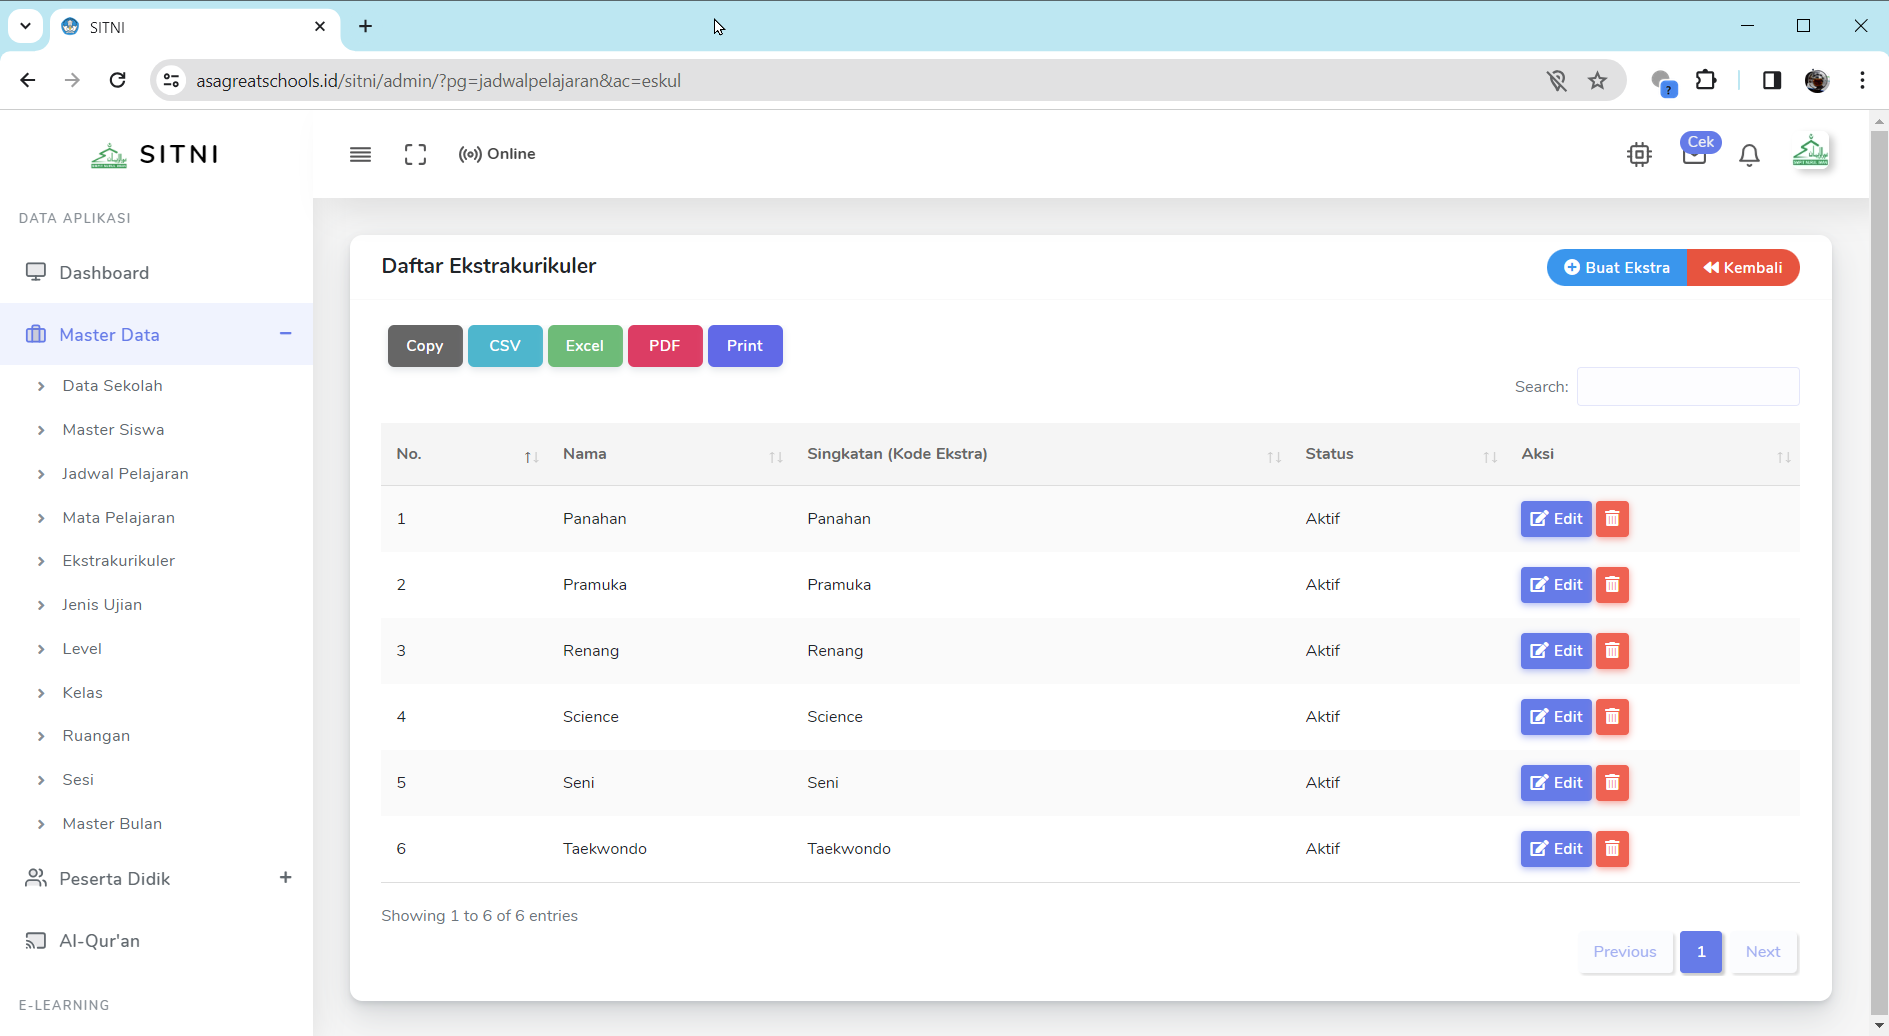 SITNI
asagreatschools.id/sitni/admin/?pg=jadwalpelajaran&ac=eskul
SITNI
Online
Cek
DATA APLIKASI
Dashboard
Master Data
Data Sekolah
Master Siswa
Jadwal Pelajaran
Mata Pelajaran
Ekstrakurikuler
Jenis Ujian
Level
Kelas
Ruangan
Sesi
Master Bulan
Peserta Didik
Al-Qur'an
E-LEARNING
Daftar Ekstrakurikuler
Buat Ekstra Kembali
Copy CSV Excel PDF Print
Search:
No. Nama Singkatan (Kode Ekstra) Status Aksi
1 Panahan Panahan Aktif Edit
2 Pramuka Pramuka Aktif Edit
3 Renang Renang Aktif Edit
4 Science Science Aktif Edit
5 Seni Seni Aktif Edit
6 Taekwondo Taekwondo Aktif Edit
Showing 1 to 6 of 6 entries
Previous 1 Next